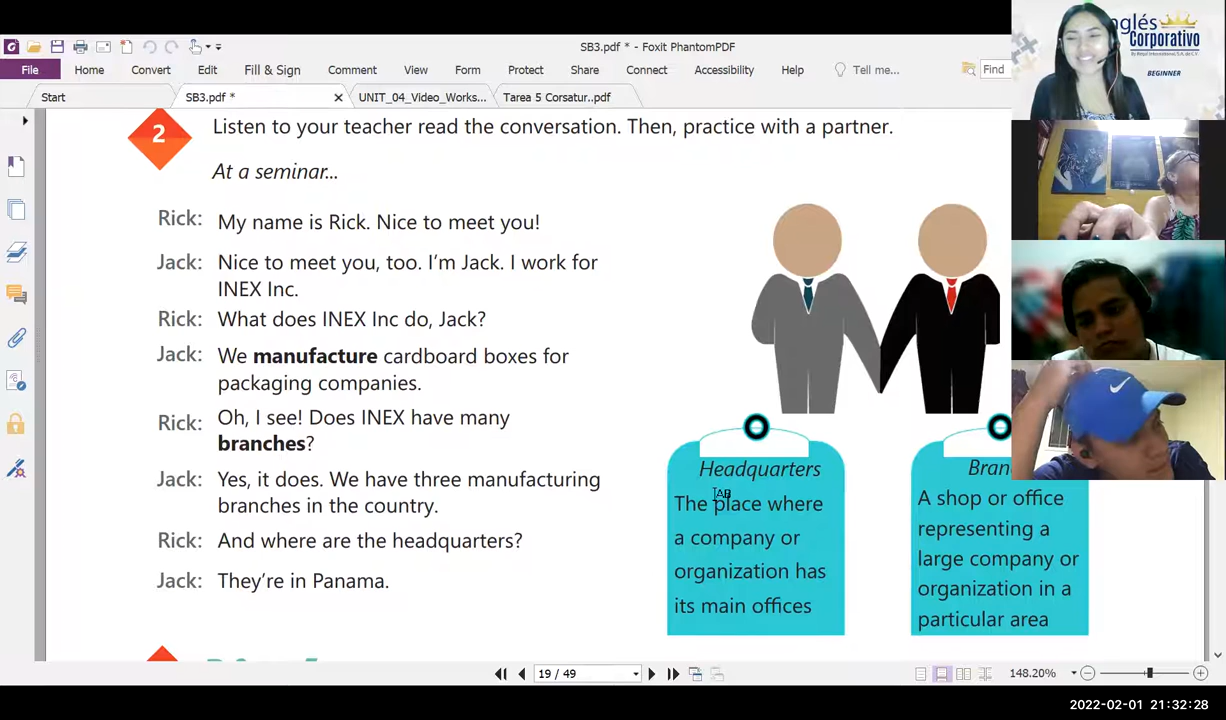 SB3.pdf * - Foxit PhantomPDF
File Home Convert Edit Fill & Sign Comment View Form Protect Share Connect Accessibility Help Tell me... Find
Start SB3.pdf * UNIT_04_Video_Works... Tarea 5 Corsatur..pdf
nglés
Corporativo
By Regal International, S.A. de C.V
BEGINNER
2 Listen to your teacher read the conversation. Then, practice with a partner.
At a seminar...
Rick: My name is Rick. Nice to meet you!
Jack: Nice to meet you, too. I'm Jack. I work for
INEX Inc.
Rick: What does INEX Inc do, Jack?
Jack: We manufacture cardboard boxes for
packaging companies.
Rick: Oh, I see! Does INEX have many
branches?
Jack: Yes, it does. We have three manufacturing
branches in the country.
Rick: And where are the headquarters?
Jack: They're in Panama.
Headquarters
The place where
a company or
organization has
its main offices
Bran
A shop or office
representing a
large company or
organization in a
particular area
19 / 49
148.20%
2022-02-01 21:32:28